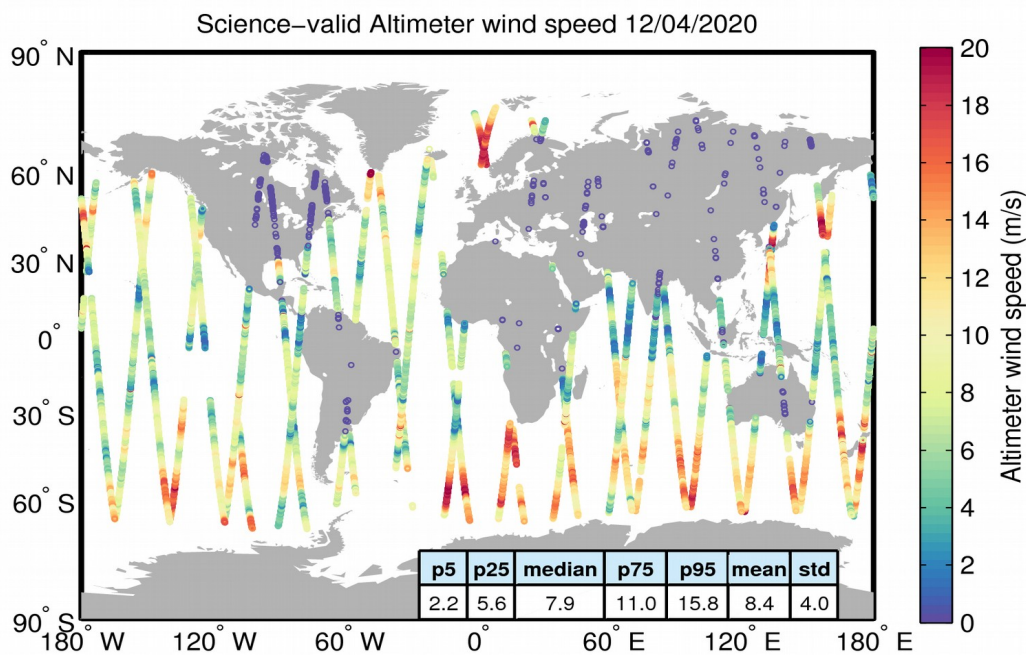 Science−valid Altimeter wind speed 12/04/2020
90° N
60° N
30° N
0°
30° S
60° S
90° S
180° W
120° W
60° W
0°
60° E
120° E
180° E
20
18
16
14
12
10
8
6
4
2
0
Altimeter wind speed (m/s)
p5 p25 median p75 p95 mean std
2.2 5.6 7.9 11.0 15.8 8.4 4.0